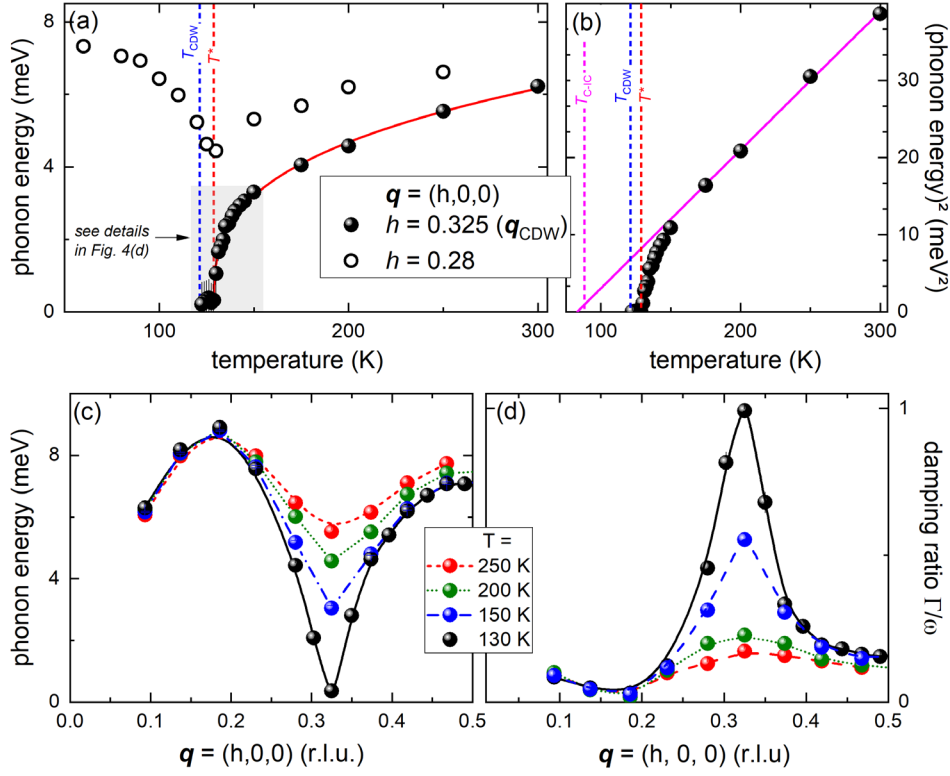 (a)
T_CDW
T*
phonon energy (meV)
8
4
0
see details
in Fig. 4(d)
100
200
300
temperature (K)
q = (h,0,0)
h = 0.325 (q_CDW)
h = 0.28
(b)
T_C-IC
T_CDW
T*
30
20
10
0
(phonon energy)² (meV²)
100
200
300
temperature (K)
(c)
phonon energy (meV)
8
4
0
0.0
0.1
0.2
0.3
0.4
0.5
q = (h,0,0) (r.l.u.)
T =
250 K
200 K
150 K
130 K
(d)
1
0
damping ratio Γ/ω
0.1
0.2
0.3
0.4
0.5
q = (h, 0, 0) (r.l.u)